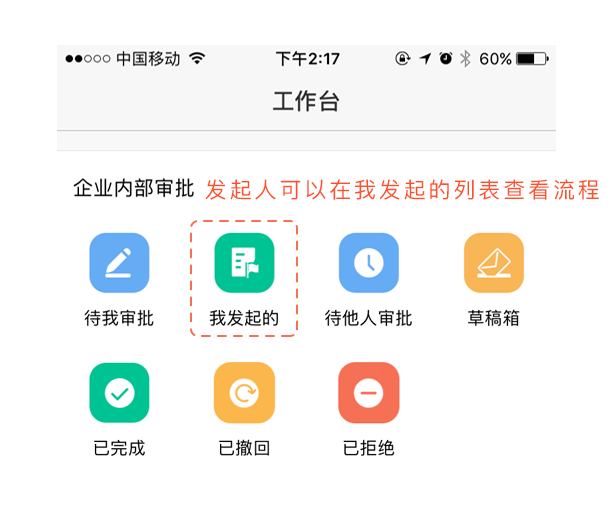 中国移动 下午2:17 60%
工作台
企业内部审批 发起人可以在我发起的列表查看流程
待我审批 我发起的 待他人审批 草稿箱
已完成 已撤回 已拒绝